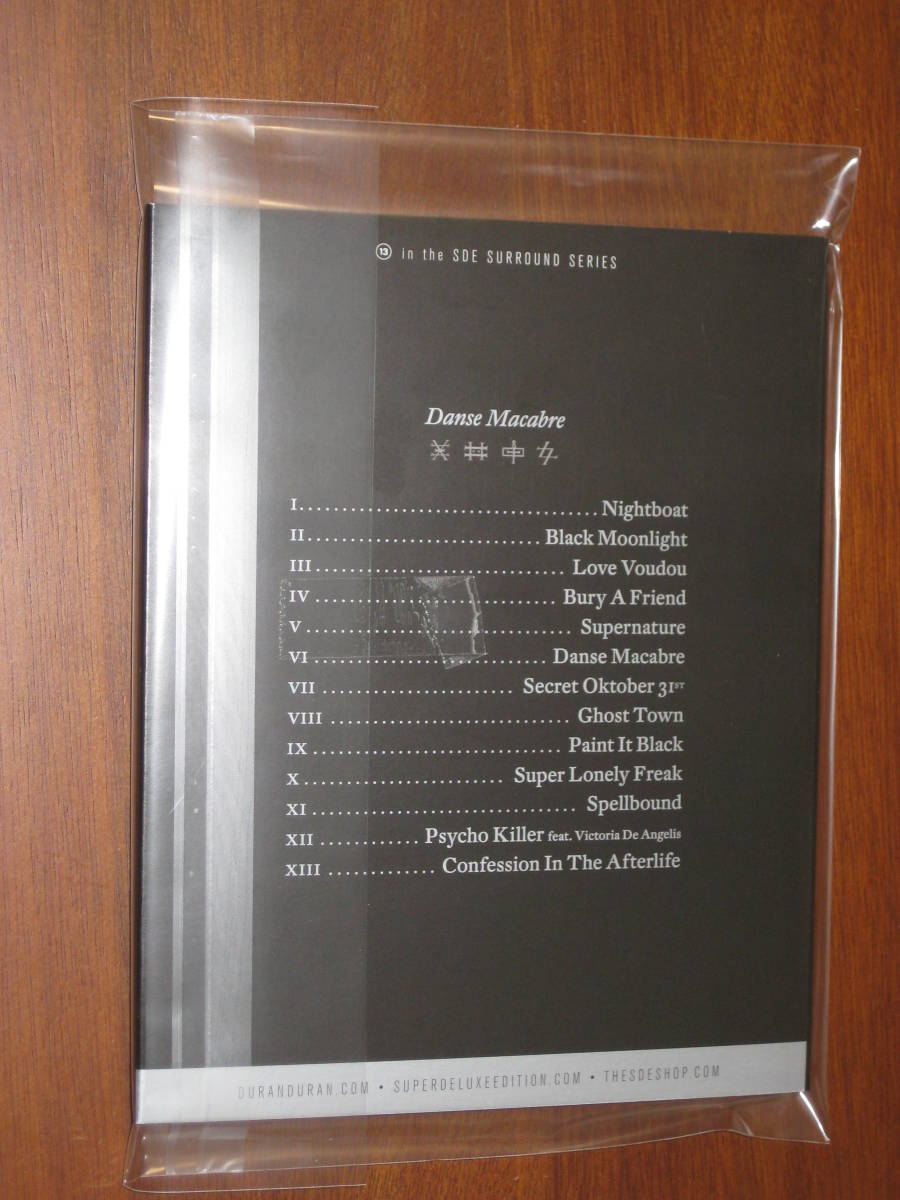 13 in the SDE SURROUND SERIES
Danse Macabre
I.................................. Nightboat
II........................... Black Moonlight
III.............................. Love Voudou
IV............................ Bury A Friend
V............................... Supernature
VI........................... Danse Macabre
VII ...................... Secret Oktober 31ST
VIII ............................ Ghost Town
IX............................. Paint It Black
X........................ Super Lonely Freak
XI............................... Spellbound
XII ............ Psycho Killer feat. Victoria De Angelis
XIII ............. Confession In The Afterlife
DURANDURAN.COM • SUPERDELUXEEDITION.COM • THESDESHOP.COM